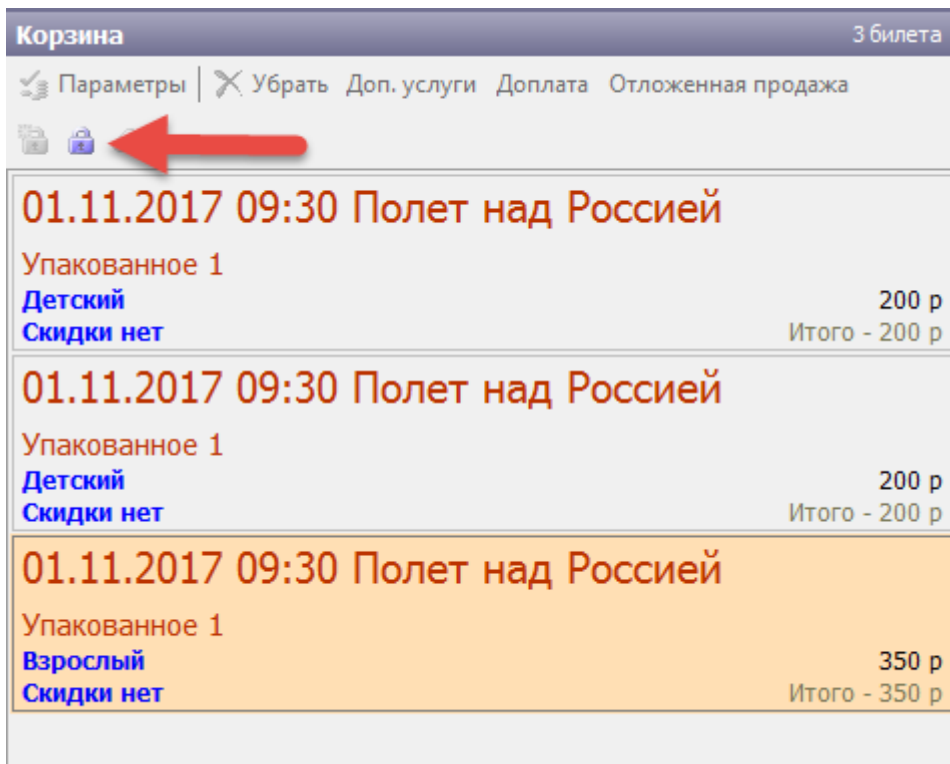 Корзина 3 билета
Параметры Убрать Доп. услуги Доплата Отложенная продажа
01.11.2017 09:30 Полет над Россией
Упакованное 1
Детский 200 р
Скидки нет Итого - 200 р
01.11.2017 09:30 Полет над Россией
Упакованное 1
Детский 200 р
Скидки нет Итого - 200 р
01.11.2017 09:30 Полет над Россией
Упакованное 1
Взрослый 350 р
Скидки нет Итого - 350 р